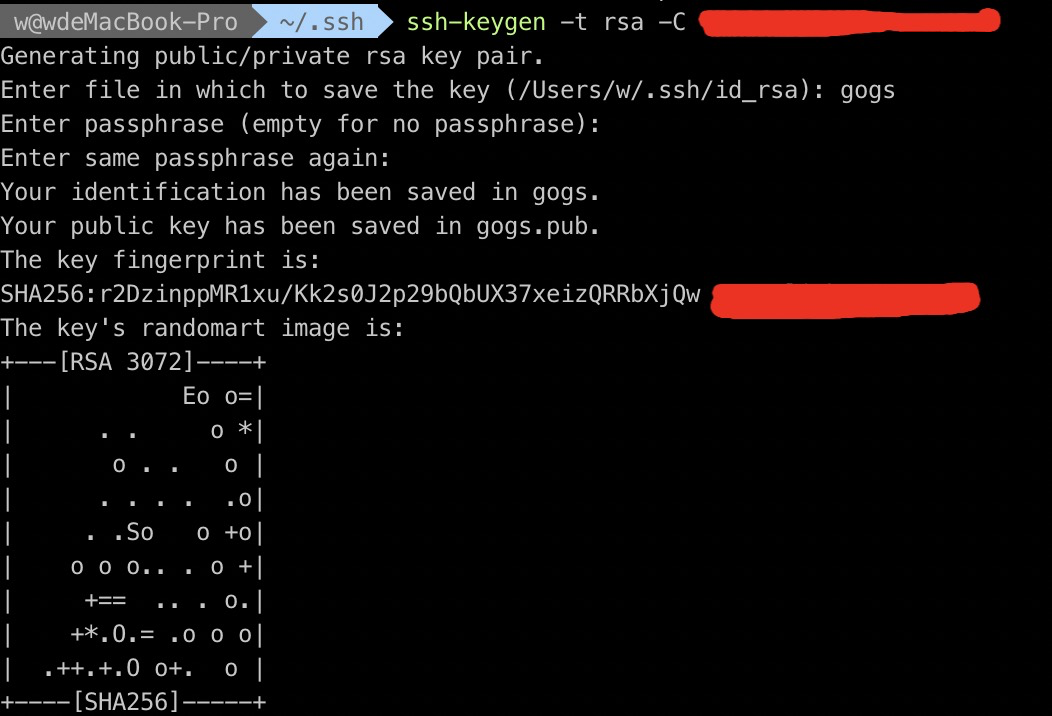 w@wdeMacBook-Pro ~/.ssh ssh-keygen -t rsa -C
Generating public/private rsa key pair.
Enter file in which to save the key (/Users/w/.ssh/id_rsa): gogs
Enter passphrase (empty for no passphrase):
Enter same passphrase again:
Your identification has been saved in gogs.
Your public key has been saved in gogs.pub.
The key fingerprint is:
SHA256:r2DzinppMR1xu/Kk2s0J2p29bQbUX37xeizQRRbXjQw
The key's randomart image is:
+---[RSA 3072]----+
|            Eo o=|
|      . .     o *|
|       o . .   o |
|      . . . .  .o|
|     . .So   o +o|
|    o o o.. . o +|
|     +==  .. . o.|
|    +*.O.= .o o o|
|  .++.+.O o+.  o |
+----[SHA256]-----+